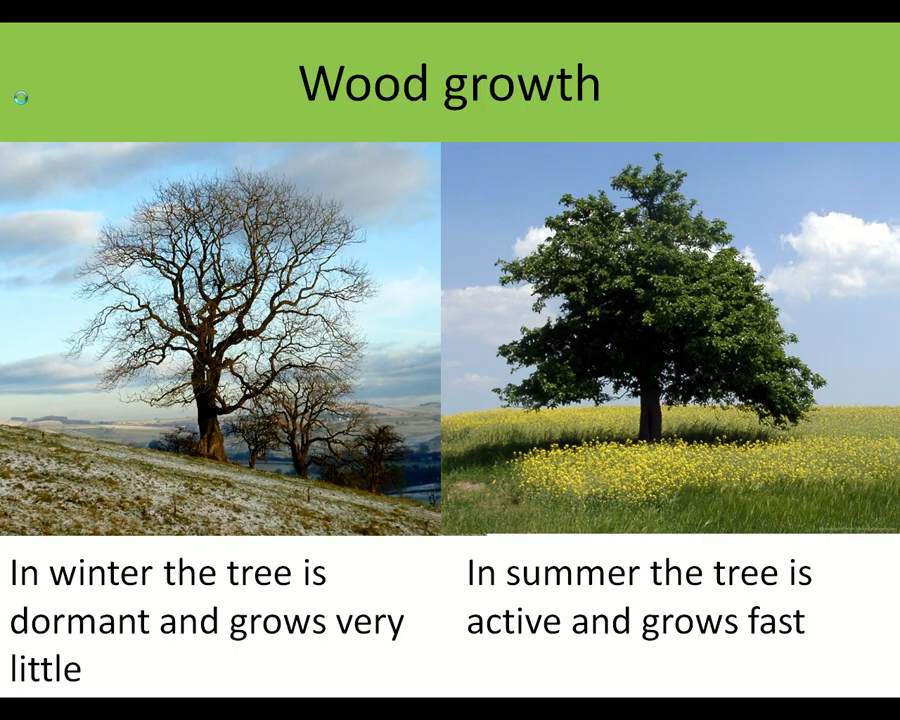 Wood growth
In winter the tree is
dormant and grows very
little
In summer the tree is
active and grows fast